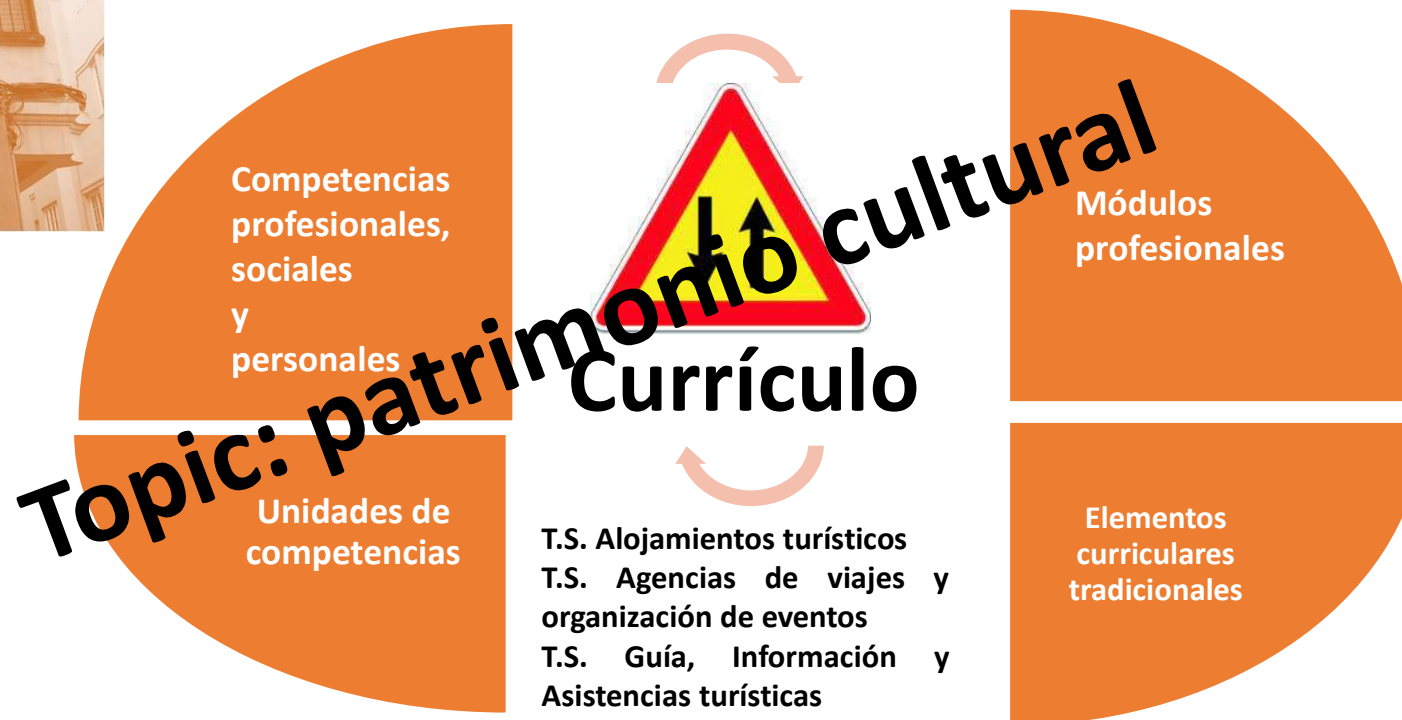 Competencias
profesionales,
sociales
y
personales
Módulos
profesionales
Topic: patrimonio cultural
Currículo
Unidades de
competencias
T.S. Alojamientos turísticos
T.S. Agencias de viajes y
organización de eventos
T.S. Guía, Información y
Asistencias turísticas
Elementos
curriculares
tradicionales